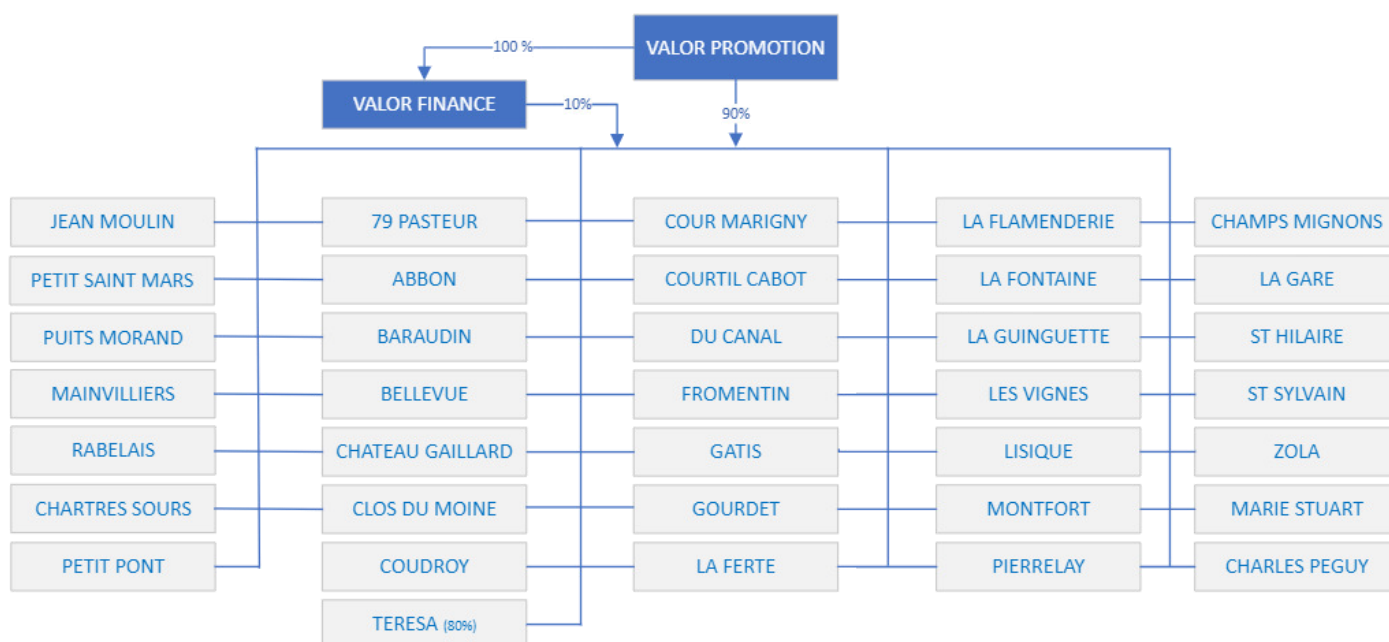 VALOR PROMOTION
100 %
VALOR FINANCE
10%
90%
JEAN MOULIN
79 PASTEUR
COUR MARIGNY
LA FLAMENDERIE
CHAMPS MIGNONS
PETIT SAINT MARS
ABBON
COURTIL CABOT
LA FONTAINE
LA GARE
PUITS MORAND
BARAUDIN
DU CANAL
LA GUINGUETTE
ST HILAIRE
MAINVILLIERS
BELLEVUE
FROMENTIN
LES VIGNES
ST SYLVAIN
RABELAIS
CHATEAU GAILLARD
GATIS
LISIQUE
ZOLA
CHARTRES SOURS
CLOS DU MOINE
GOURDET
MONTFORT
MARIE STUART
PETIT PONT
COUDROY
LA FERTE
PIERRELAY
CHARLES PEGUY
TERESA (80%)